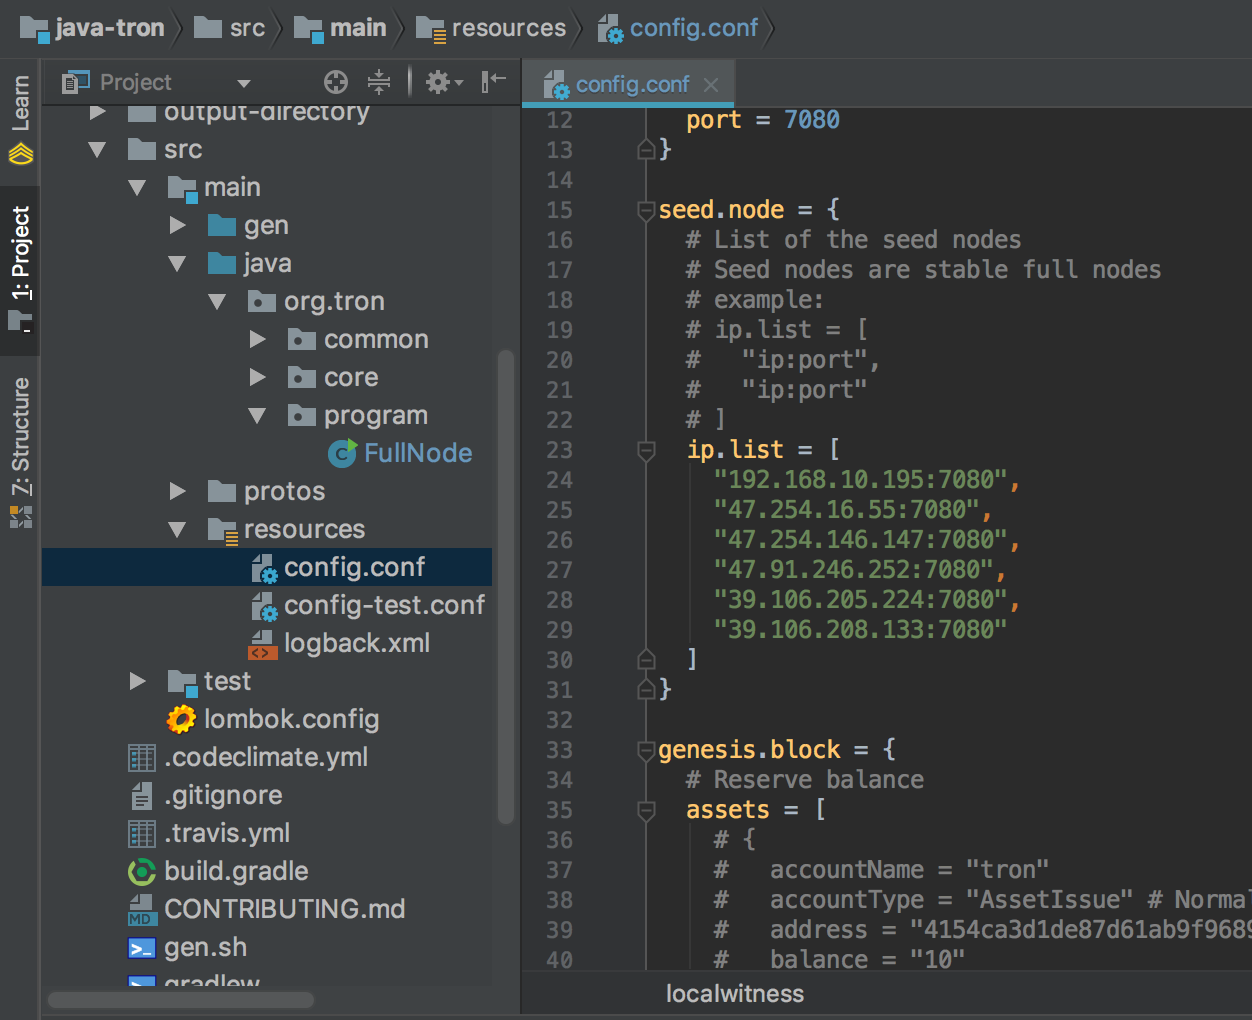 java-tron src main resources config.conf
Learn
1: Project
7: Structure
Project
output-directory
src
main
gen
java
org.tron
common
core
program
FullNode
protos
resources
config.conf
config-test.conf
logback.xml
test
lombok.config
.codeclimate.yml
.gitignore
.travis.yml
build.gradle
CONTRIBUTING.md
gen.sh
gradlew
config.conf
12 port = 7080
13 }
14
15 seed.node = {
16 # List of the seed nodes
17 # Seed nodes are stable full nodes
18 # example:
19 # ip.list = [
20 #   "ip:port",
21 #   "ip:port"
22 # ]
23 ip.list = [
24 "192.168.10.195:7080",
25 "47.254.16.55:7080",
26 "47.254.146.147:7080",
27 "47.91.246.252:7080",
28 "39.106.205.224:7080",
29 "39.106.208.133:7080"
30 ]
31 }
32
33 genesis.block = {
34 # Reserve balance
35 assets = [
36 # {
37 #   accountName = "tron"
38 #   accountType = "AssetIssue" # Norma
39 #   address = "4154ca3d1de87d61ab9f9689
40 #   balance = "10"
localwitness